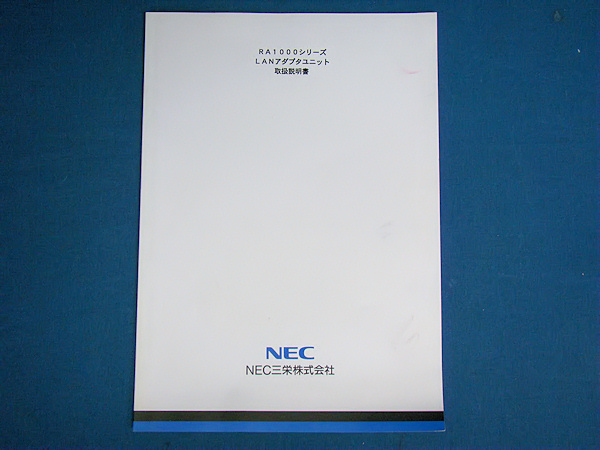 ＲＡ１０００シリーズ
ＬＡＮアダプタユニット
取扱説明書
NEC
NEC三栄株式会社